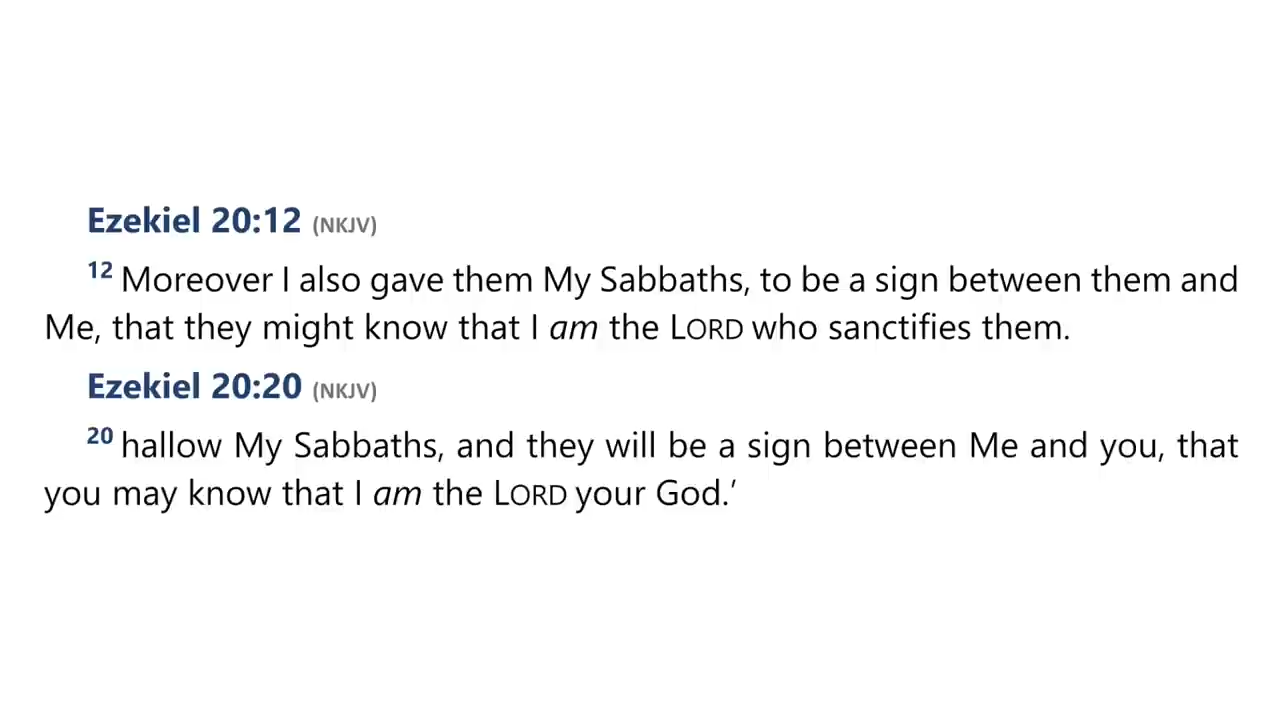 Ezekiel 20:12 (NKJV)
12 Moreover I also gave them My Sabbaths, to be a sign between them and
Me, that they might know that I am the LORD who sanctifies them.
Ezekiel 20:20 (NKJV)
20 hallow My Sabbaths, and they will be a sign between Me and you, that
you may know that I am the LORD your God.’